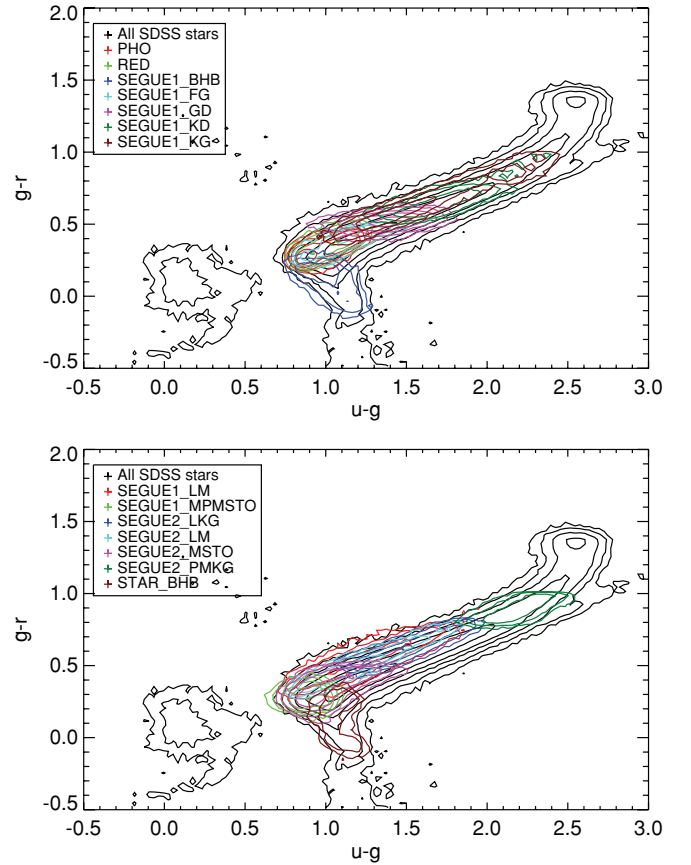 2.0
1.5
1.0
0.5
0.0
-0.5
g-r
+ All SDSS stars
+ PHO
+ RED
+ SEGUE1_BHB
+ SEGUE1_FG
+ SEGUE1_GD
+ SEGUE1_KD
+ SEGUE1_KG
-0.5 0.0 0.5 1.0 1.5 2.0 2.5 3.0
u-g
2.0
1.5
1.0
0.5
0.0
-0.5
g-r
+ All SDSS stars
+ SEGUE1_LM
+ SEGUE1_MPMSTO
+ SEGUE2_LKG
+ SEGUE2_LM
+ SEGUE2_MSTO
+ SEGUE2_PMKG
+ STAR_BHB
-0.5 0.0 0.5 1.0 1.5 2.0 2.5 3.0
u-g